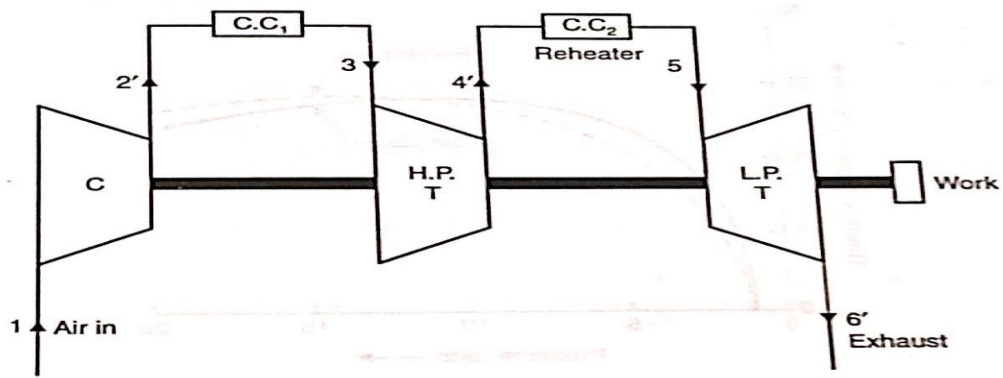 C.C₁
C.C₂
Reheater
2′
3
4′
5
C
H.P.
T
L.P.
T
Work
1
Air in
6′
Exhaust